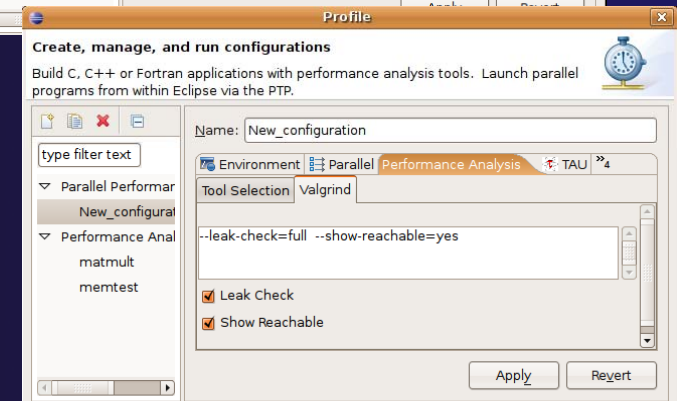 Profile
Create, manage, and run configurations
Build C, C++ or Fortran applications with performance analysis tools. Launch parallel
programs from within Eclipse via the PTP.
Name: New_configuration
type filter text
Environment Parallel Performance Analysis TAU »4
Parallel Performar
Tool Selection Valgrind
New_configurat
Performance Anal
--leak-check=full --show-reachable=yes
matmult
memtest
Leak Check
Show Reachable
Apply Revert